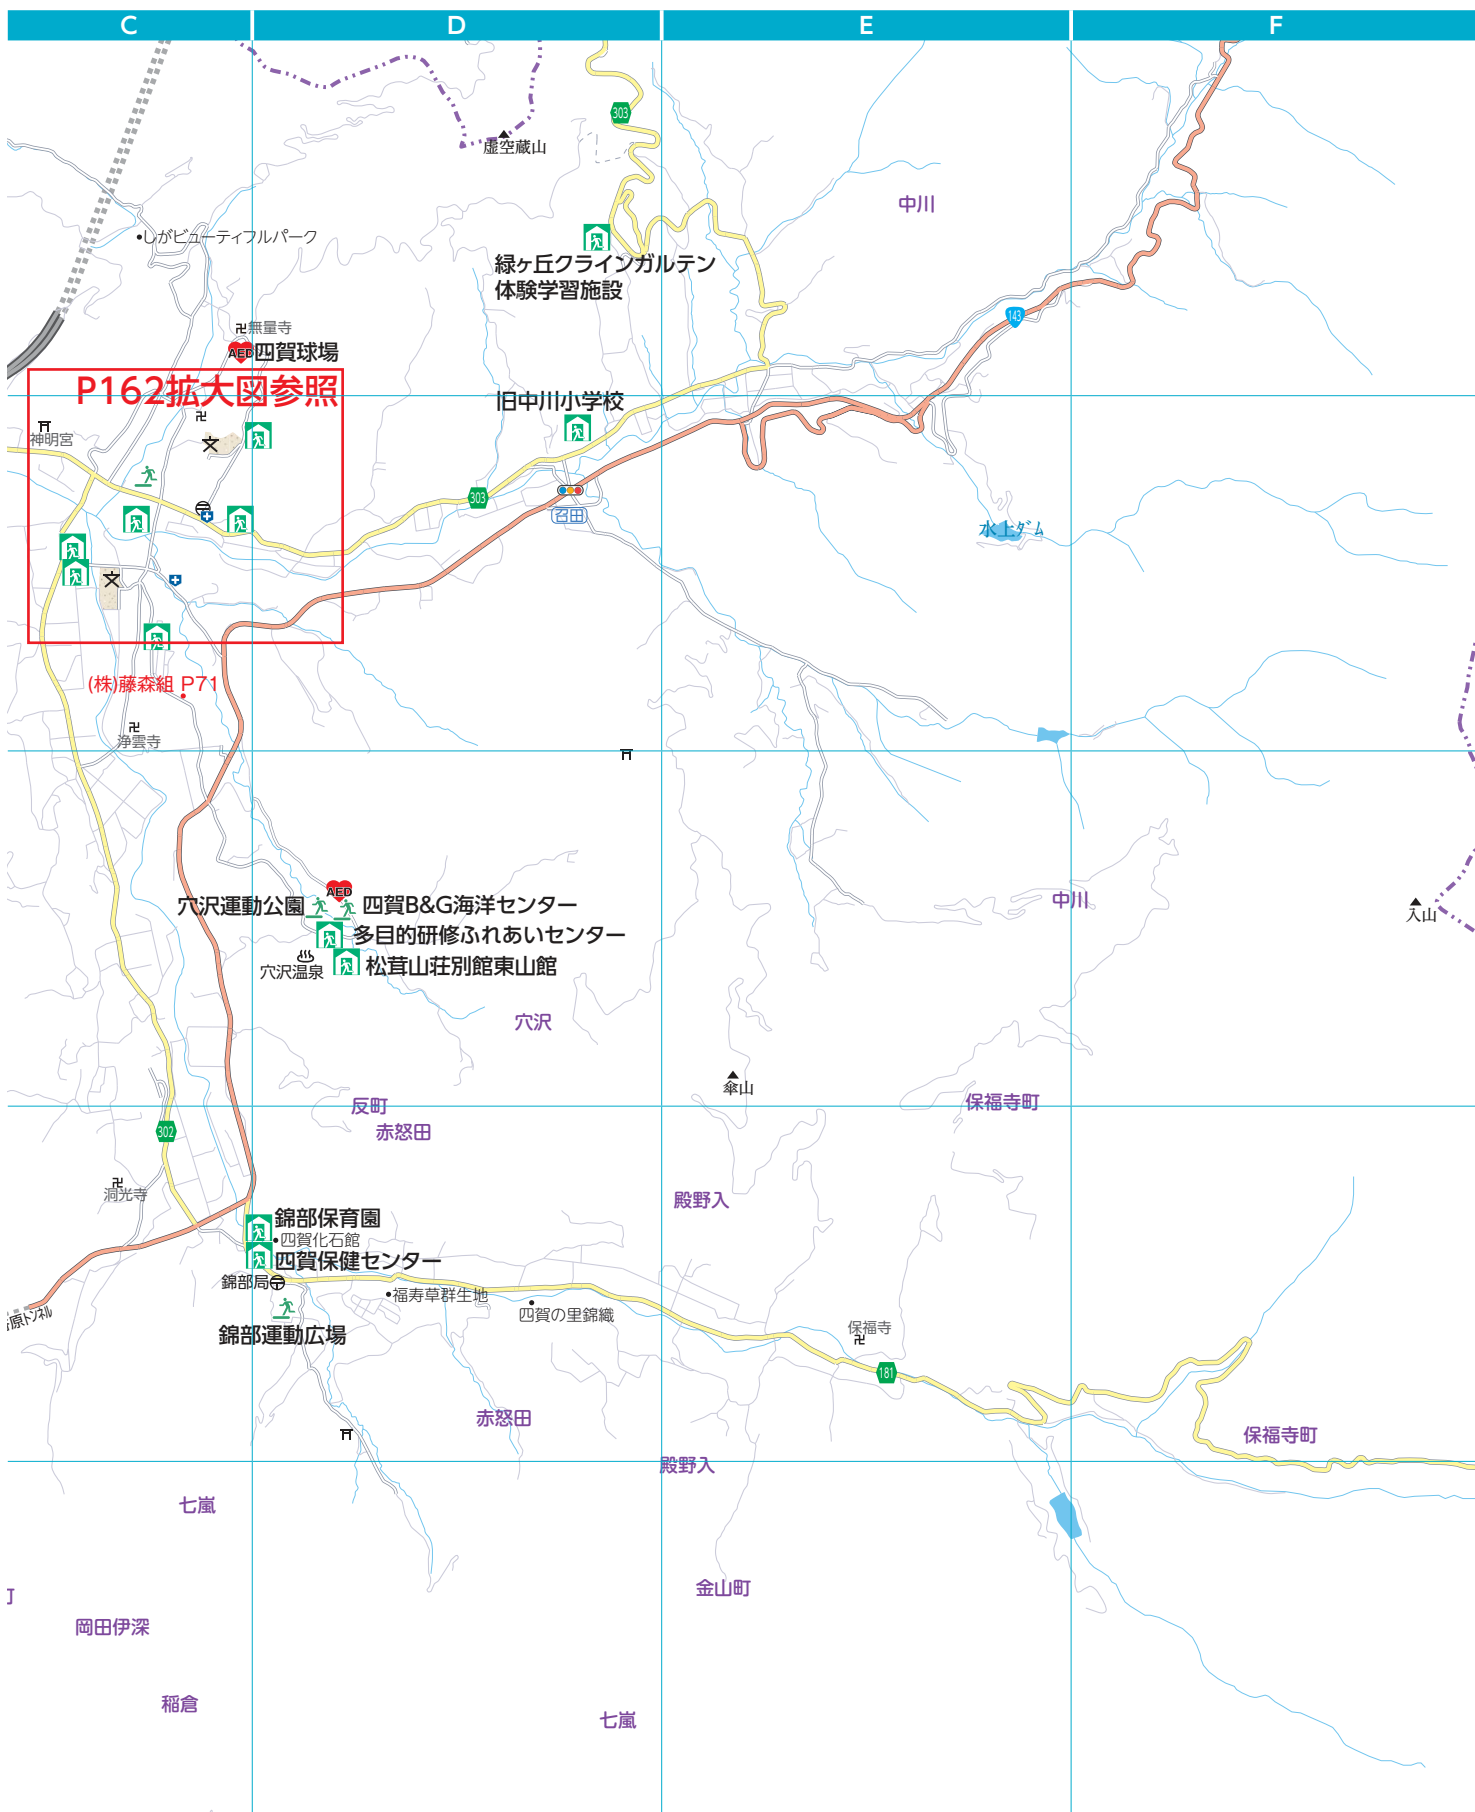 C
D
E
F
303
虚空蔵山
中川
しがビューティフルパーク
緑ヶ丘クラインガルテン
体験学習施設
143
無量寺
AED
四賀球場
P162拡大図参照
旧中川小学校
神明宮
303
召田
水上ダム
(株)藤森組 P71
浄雲寺
AED
穴沢運動公園
四賀B&G海洋センター
中川
入山
多目的研修ふれあいセンター
穴沢温泉
松茸山荘別館東山館
穴沢
傘山
反町
保福寺町
302
赤怒田
洞光寺
殿野入
錦部保育園
四賀化石館
四賀保健センター
錦部局
福寿草群生地
原トンネル
四賀の里錦織
錦部運動広場
保福寺
181
赤怒田
保福寺町
殿野入
七嵐
金山町
町
岡田伊深
稲倉
七嵐